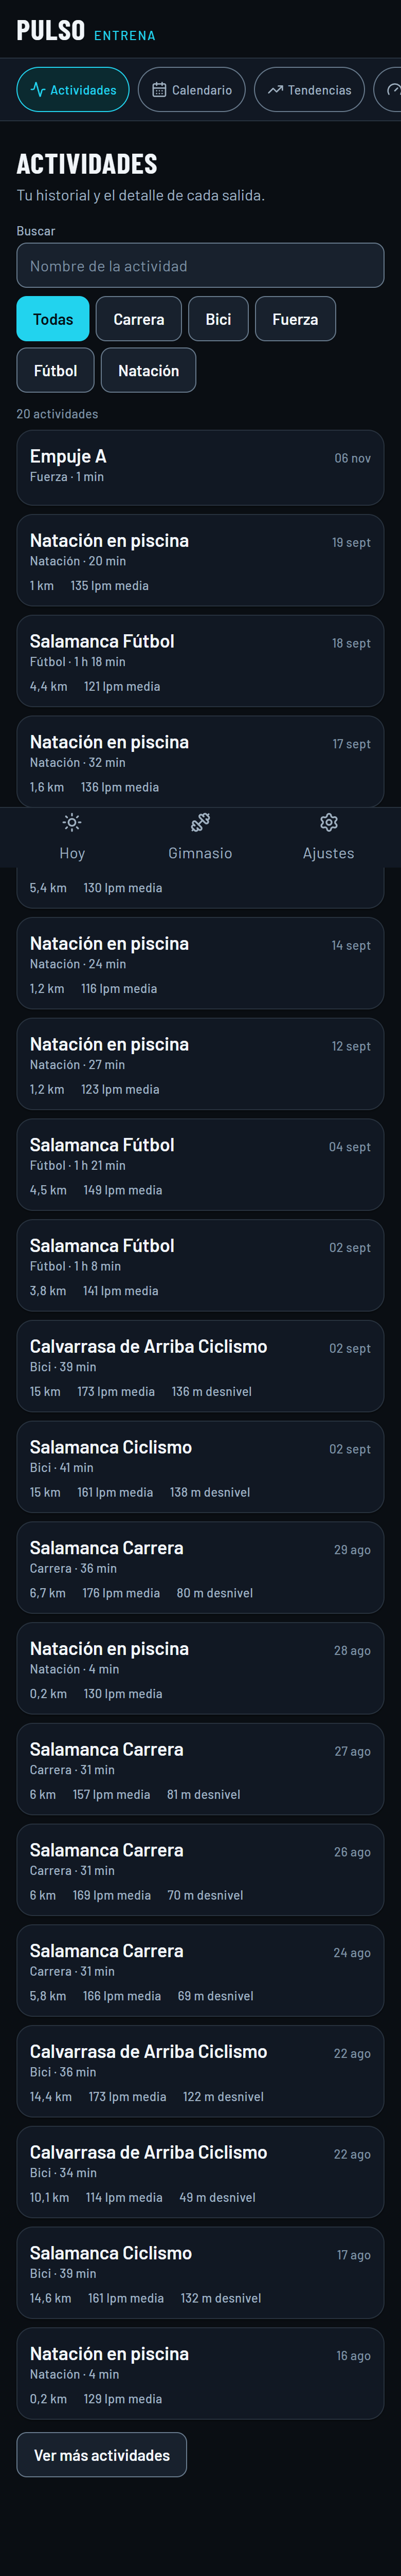 PULSO ENTRENA
Actividades Calendario Tendencias
ACTIVIDADES
Tu historial y el detalle de cada salida.
Buscar
Nombre de la actividad
Todas Carrera Bici Fuerza
Fútbol Natación
20 actividades
Empuje A 06 nov
Fuerza · 1 min
Natación en piscina 19 sept
Natación · 20 min
1 km 135 lpm media
Salamanca Fútbol 18 sept
Fútbol · 1 h 18 min
4,4 km 121 lpm media
Natación en piscina 17 sept
Natación · 32 min
1,6 km 136 lpm media
Hoy Gimnasio Ajustes
5,4 km 130 lpm media
Natación en piscina 14 sept
Natación · 24 min
1,2 km 116 lpm media
Natación en piscina 12 sept
Natación · 27 min
1,2 km 123 lpm media
Salamanca Fútbol 04 sept
Fútbol · 1 h 21 min
4,5 km 149 lpm media
Salamanca Fútbol 02 sept
Fútbol · 1 h 8 min
3,8 km 141 lpm media
Calvarrasa de Arriba Ciclismo 02 sept
Bici · 39 min
15 km 173 lpm media 136 m desnivel
Salamanca Ciclismo 02 sept
Bici · 41 min
15 km 161 lpm media 138 m desnivel
Salamanca Carrera 29 ago
Carrera · 36 min
6,7 km 176 lpm media 80 m desnivel
Natación en piscina 28 ago
Natación · 4 min
0,2 km 130 lpm media
Salamanca Carrera 27 ago
Carrera · 31 min
6 km 157 lpm media 81 m desnivel
Salamanca Carrera 26 ago
Carrera · 31 min
6 km 169 lpm media 70 m desnivel
Salamanca Carrera 24 ago
Carrera · 31 min
5,8 km 166 lpm media 69 m desnivel
Calvarrasa de Arriba Ciclismo 22 ago
Bici · 36 min
14,4 km 173 lpm media 122 m desnivel
Calvarrasa de Arriba Ciclismo 22 ago
Bici · 34 min
10,1 km 114 lpm media 49 m desnivel
Salamanca Ciclismo 17 ago
Bici · 39 min
14,6 km 161 lpm media 132 m desnivel
Natación en piscina 16 ago
Natación · 4 min
0,2 km 129 lpm media
Ver más actividades